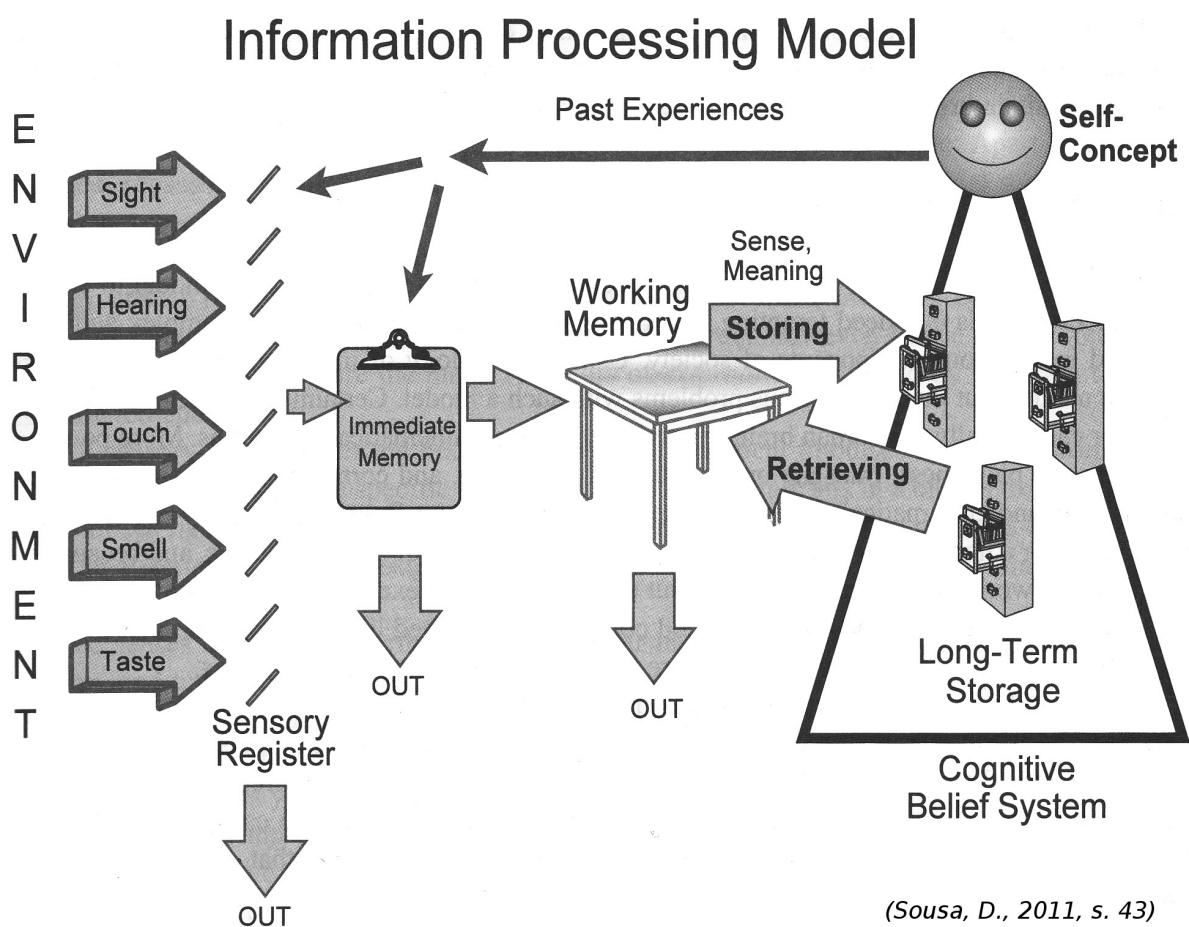 Information Processing Model
ENVIRONMENT
Past Experiences
Self-
Concept
Sight
Hearing
Touch
Smell
Taste
Sensory
Register
OUT
Immediate
Memory
OUT
Working
Memory
OUT
Sense,
Meaning
Storing
Retrieving
Long-Term
Storage
Cognitive
Belief System
(Sousa, D., 2011, s. 43)